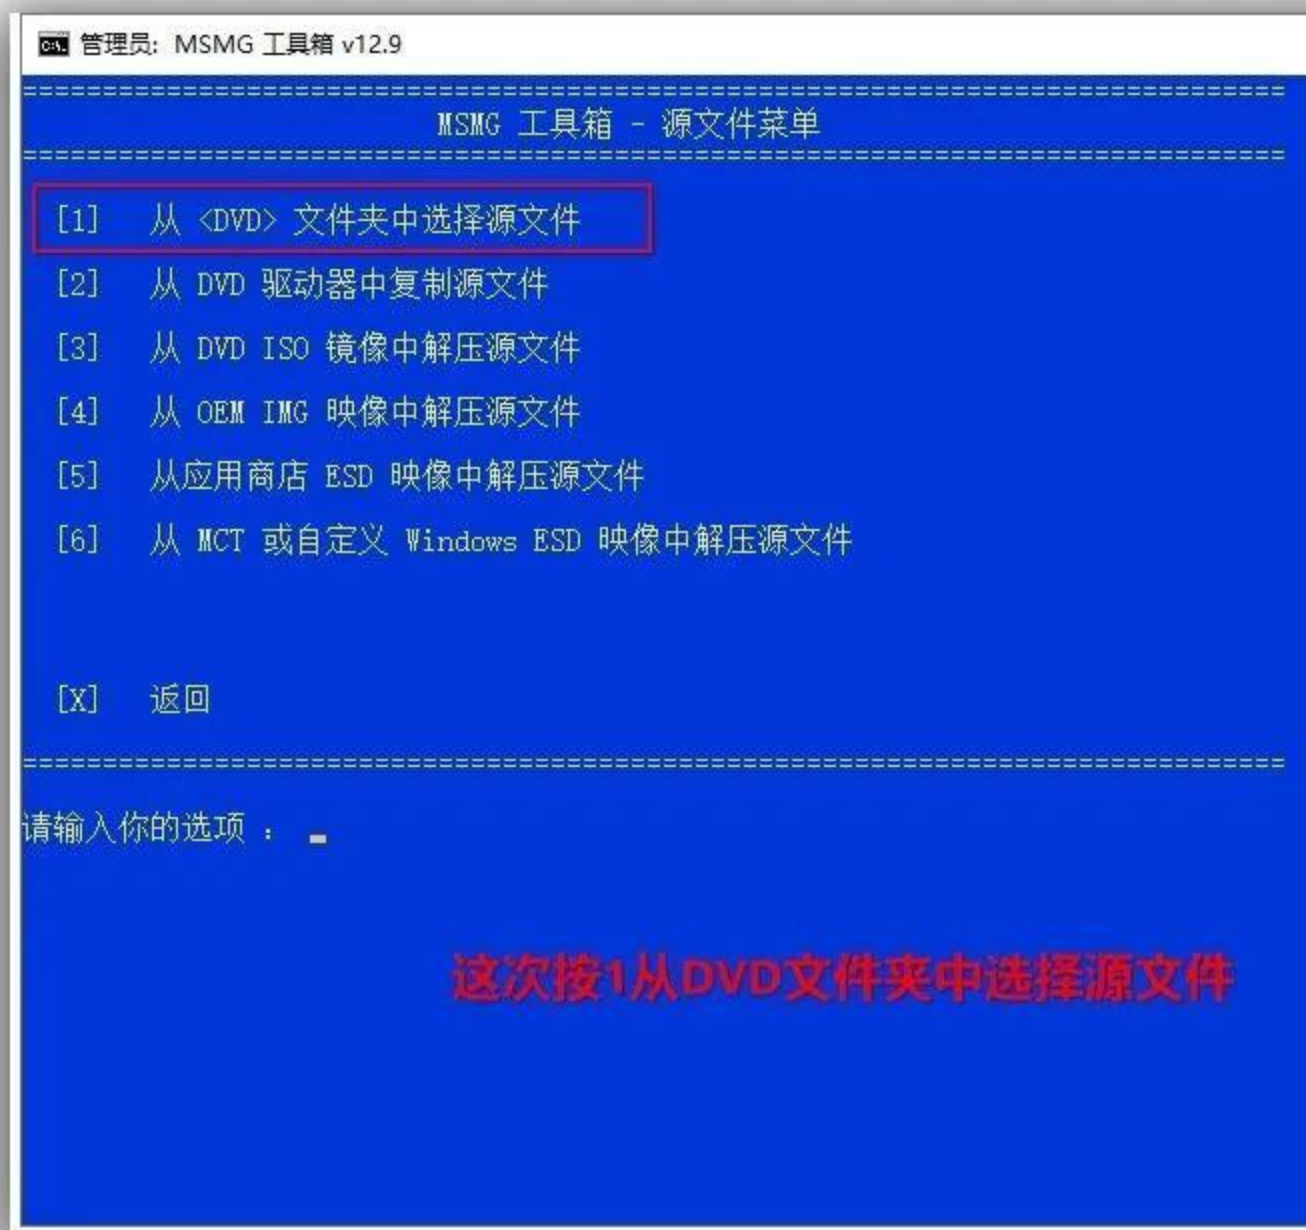 管理员: MSMG 工具箱 v12.9
===============================================================================
MSMG 工具箱 - 源文件菜单
===============================================================================
[1] 从 <DVD> 文件夹中选择源文件
[2] 从 DVD 驱动器中复制源文件
[3] 从 DVD ISO 镜像中解压源文件
[4] 从 OEM IMG 映像中解压源文件
[5] 从应用商店 ESD 映像中解压源文件
[6] 从 MCT 或自定义 Windows ESD 映像中解压源文件
[X] 返回
===============================================================================
请输入你的选项 :
这次按1从DVD文件夹中选择源文件